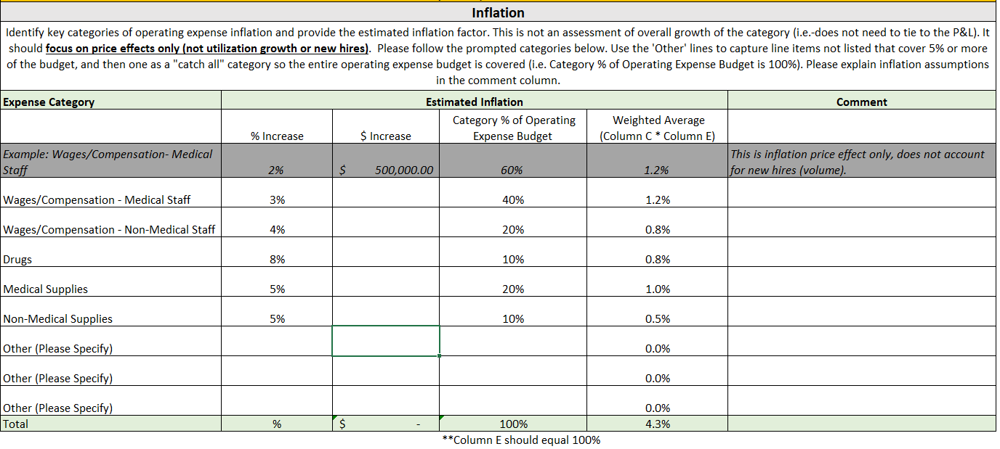 Inflation
Identify key categories of operating expense inflation and provide the estimated inflation factor. This is not an assessment of overall growth of the category (i.e.-does not need to tie to the P&L). It
should focus on price effects only (not utilization growth or new hires). Please follow the prompted categories below. Use the 'Other' lines to capture line items not listed that cover 5% or more
of the budget, and then one as a "catch all" category so the entire operating expense budget is covered (i.e. Category % of Operating Expense Budget is 100%). Please explain inflation assumptions
in the comment column.
Expense Category Estimated Inflation Comment
% Increase $ Increase Category % of Operating Expense Budget Weighted Average (Column C * Column E)
Example: Wages/Compensation- Medical Staff 2% $ 500,000.00 60% 1.2% This is inflation price effect only, does not account for new hires (volume).
Wages/Compensation - Medical Staff 3% 40% 1.2%
Wages/Compensation - Non-Medical Staff 4% 20% 0.8%
Drugs 8% 10% 0.8%
Medical Supplies 5% 20% 1.0%
Non-Medical Supplies 5% 10% 0.5%
Other (Please Specify) 0.0%
Other (Please Specify) 0.0%
Other (Please Specify) 0.0%
Total % $ - 100% 4.3%
**Column E should equal 100%